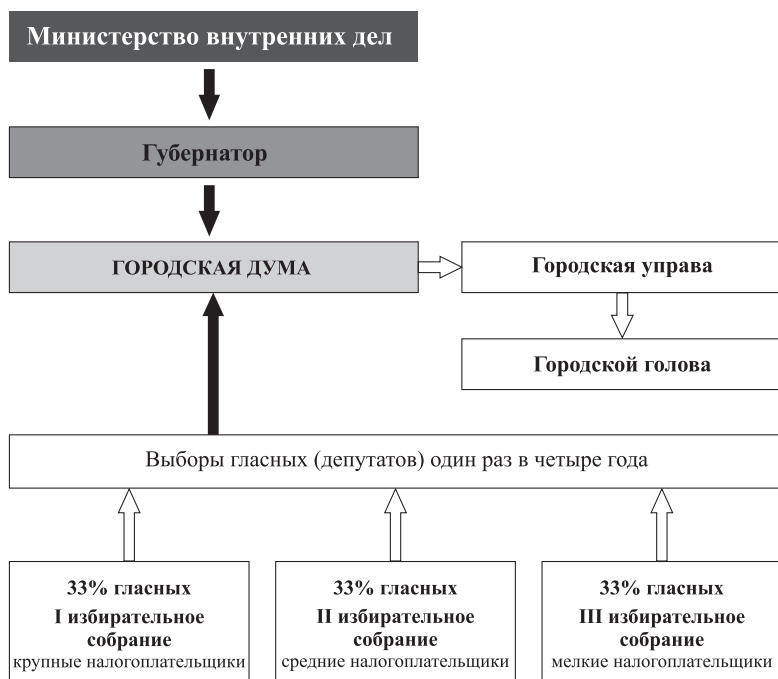 Министерство внутренних дел
Губернатор
ГОРОДСКАЯ ДУМА
Городская управа
Городской голова
Выборы гласных (депутатов) один раз в четыре года
33% гласных
I избирательное
собрание
крупные налогоплательщики
33% гласных
II избирательное
собрание
средние налогоплательщики
33% гласных
III избирательное
собрание
мелкие налогоплательщики